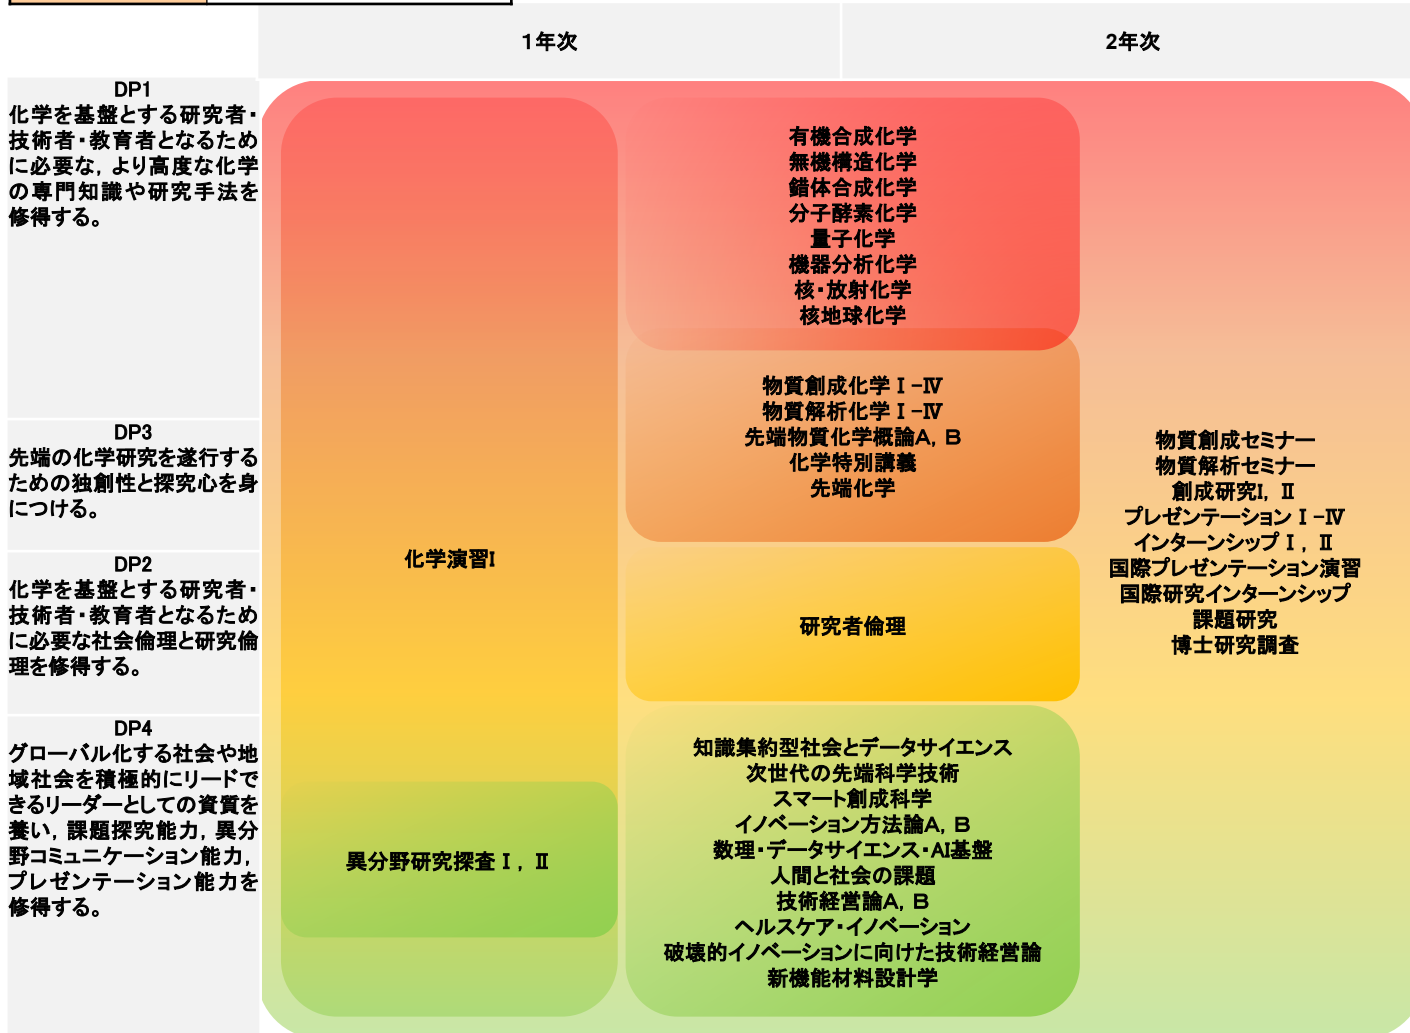 1年次
2年次
DP1
化学を基盤とする研究者・
技術者・教育者となるため
に必要な，より高度な化学
の専門知識や研究手法を
修得する。
DP3
先端の化学研究を遂行する
ための独創性と探究心を身
につける。
DP2
化学を基盤とする研究者・
技術者・教育者となるため
に必要な社会倫理と研究倫
理を修得する。
DP4
グローバル化する社会や地
域社会を積極的にリードで
きるリーダーとしての資質を
養い，課題探究能力，異分
野コミュニケーション能力，
プレゼンテーション能力を
修得する。
化学演習I
異分野研究探査Ⅰ，Ⅱ
有機合成化学
無機構造化学
錯体合成化学
分子酵素化学
量子化学
機器分析化学
核・放射化学
核地球化学
物質創成化学Ⅰ-Ⅳ
物質解析化学Ⅰ-Ⅳ
先端物質化学概論A，B
化学特別講義
先端化学
研究者倫理
知識集約型社会とデータサイエンス
次世代の先端科学技術
スマート創成科学
イノベーション方法論A，B
数理・データサイエンス・AI基盤
人間と社会の課題
技術経営論A，B
ヘルスケア・イノベーション
破壊的イノベーションに向けた技術経営論
新機能材料設計学
物質創成セミナー
物質解析セミナー
創成研究I，Ⅱ
プレゼンテーションⅠ-Ⅳ
インターンシップⅠ，Ⅱ
国際プレゼンテーション演習
国際研究インターンシップ
課題研究
博士研究調査